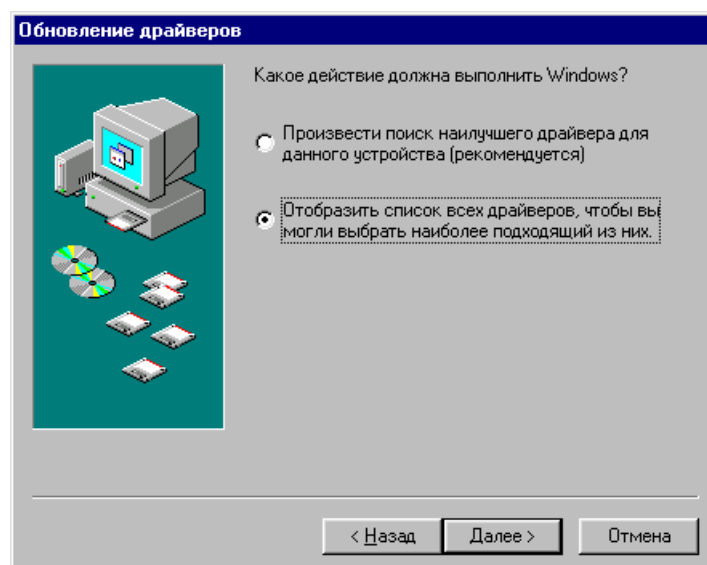 Обновление драйверов
Какое действие должна выполнить Windows?
Произвести поиск наилучшего драйвера для
данного устройства (рекомендуется)
Отобразить список всех драйверов, чтобы вы
могли выбрать наиболее подходящий из них.
< Назад
Далее >
Отмена